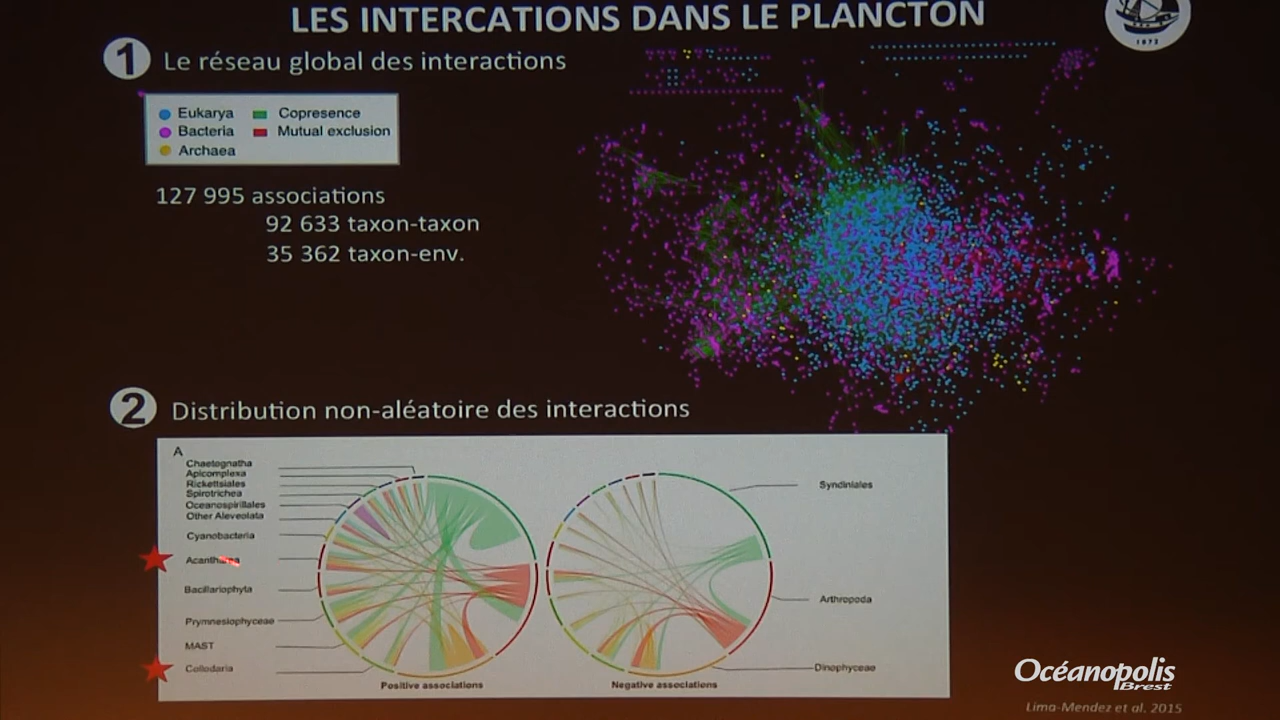 LES INTERCATIONS DANS LE PLANCTON
1872
1 Le réseau global des interactions
Eukarya
Copresence
Bacteria
Mutual exclusion
Archaea
127 995 associations
92 633 taxon-taxon
35 362 taxon-env.
2 Distribution non-aléatoire des interactions
A
Chaetognatha
Apicomplexa
Rickettsiales
Spirotrichea
Oceanospirillales
Other Alveolata
Cyanobacteria
Acantharea
Bacillariophyta
Prymnesiophyceae
MAST
Collodaria
Positive associations
Negative associations
Syndiniales
Arthropoda
Dinophyceae
Océanopolis
Brest
Lima-Mendez et al. 2015